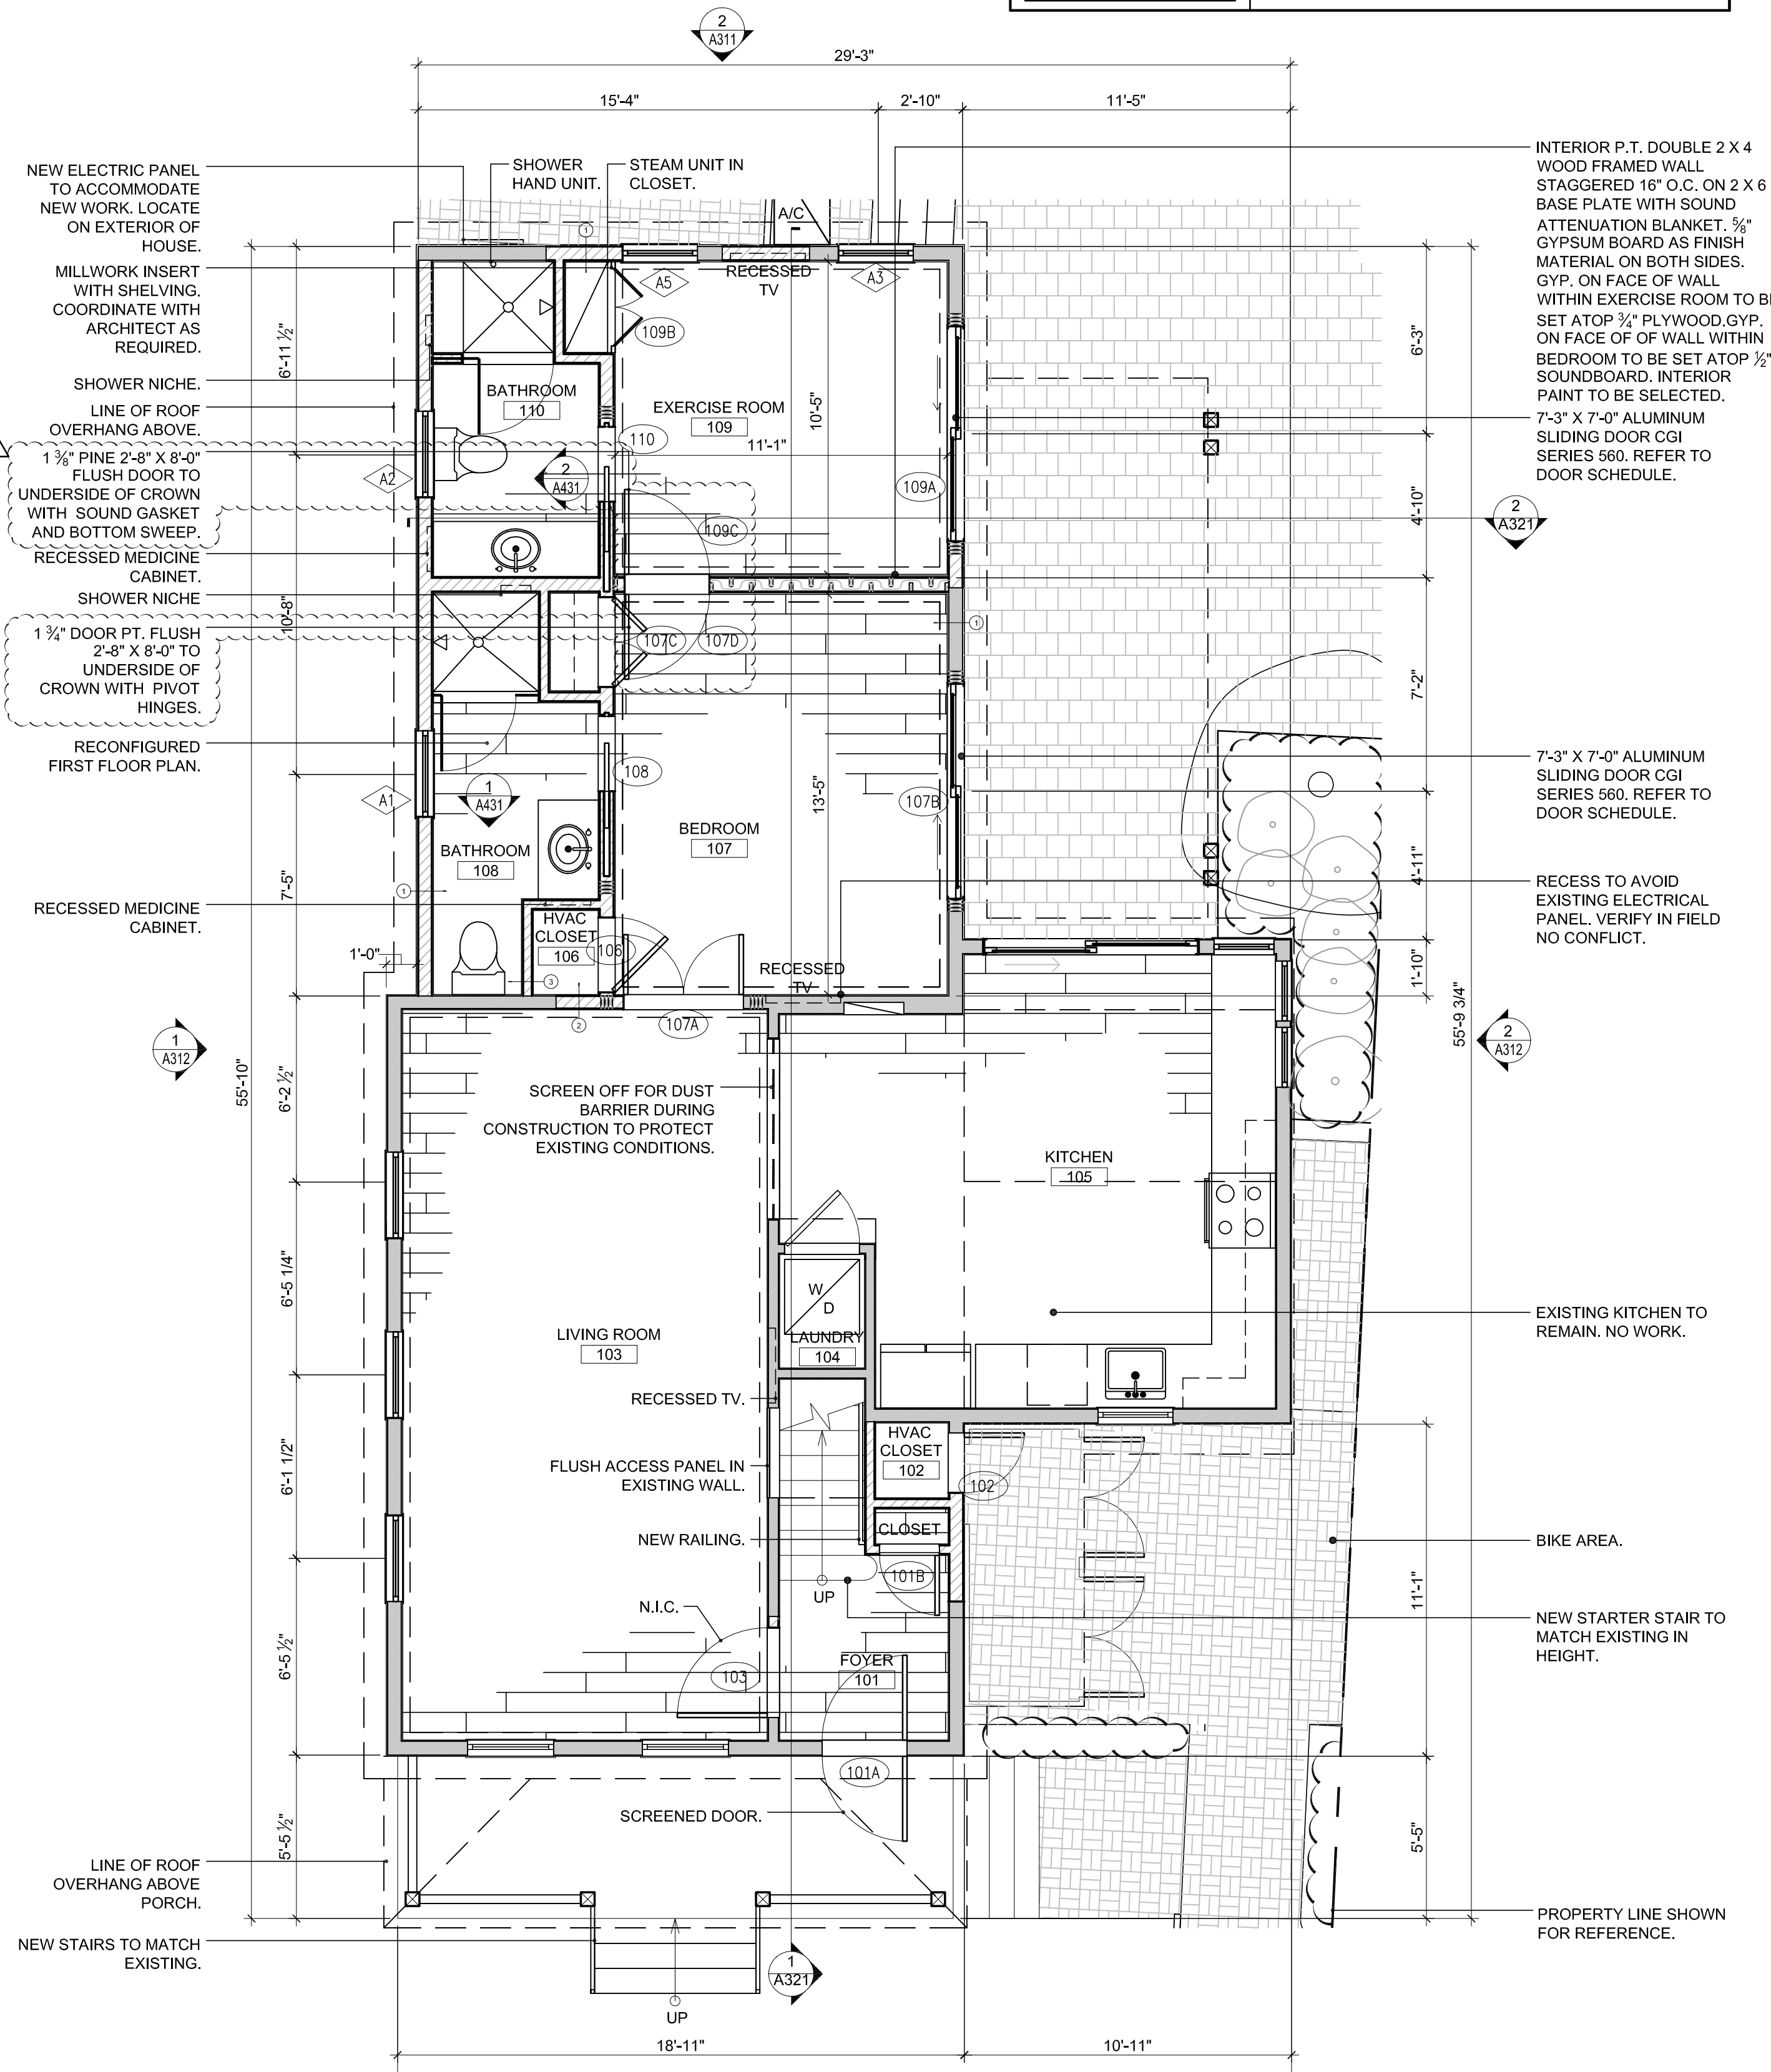 2
A311
29'-3"
15'-4"
2'-10"
11'-5"
NEW ELECTRIC PANEL
TO ACCOMMODATE
NEW WORK. LOCATE
ON EXTERIOR OF
HOUSE.
MILLWORK INSERT
WITH SHELVING.
COORDINATE WITH
ARCHITECT AS
REQUIRED.
SHOWER NICHE.
LINE OF ROOF
OVERHANG ABOVE.
1 ⅜" PINE 2'-8" X 8'-0"
FLUSH DOOR TO
UNDERSIDE OF CROWN
WITH SOUND GASKET
AND BOTTOM SWEEP.
RECESSED MEDICINE
CABINET.
SHOWER NICHE
1 ¾" DOOR PT. FLUSH
2'-8" X 8'-0" TO
UNDERSIDE OF
CROWN WITH PIVOT
HINGES.
RECONFIGURED
FIRST FLOOR PLAN.
RECESSED MEDICINE
CABINET.
1'-0"
1
A312
55'-10"
6'-11 ½"
10'-8"
7'-5"
6'-2 ½"
6'-5 1/4"
6'-1 1/2"
6'-5 ½"
5'-5 ½"
LINE OF ROOF
OVERHANG ABOVE
PORCH.
NEW STAIRS TO MATCH
EXISTING.
SHOWER
HAND UNIT.
STEAM UNIT IN
CLOSET.
A/C
1
RECESSED
TV
A5
A3
109B
BATHROOM
110
EXERCISE ROOM
109
10'-5"
11'-1"
110
A2
2
A431
109A
109C
107C
107D
1
108
A1
1
A431
BEDROOM
107
13'-5"
107B
BATHROOM
108
1
HVAC
CLOSET
106
106
3
2
RECESSED
TV
107A
SCREEN OFF FOR DUST
BARRIER DURING
CONSTRUCTION TO PROTECT
EXISTING CONDITIONS.
KITCHEN
105
W
D
LAUNDRY
104
LIVING ROOM
103
RECESSED TV.
FLUSH ACCESS PANEL IN
EXISTING WALL.
HVAC
CLOSET
102
102
NEW RAILING.
CLOSET
101B
UP
N.I.C.
FOYER
101
103
101A
SCREENED DOOR.
1
A321
UP
18'-11"
10'-11"
INTERIOR P.T. DOUBLE 2 X 4
WOOD FRAMED WALL
STAGGERED 16" O.C. ON 2 X 6
BASE PLATE WITH SOUND
ATTENUATION BLANKET. ⅝"
GYPSUM BOARD AS FINISH
MATERIAL ON BOTH SIDES.
GYP. ON FACE OF WALL
WITHIN EXERCISE ROOM TO BE
SET ATOP ¾" PLYWOOD.GYP.
ON FACE OF OF WALL WITHIN
BEDROOM TO BE SET ATOP ½"
SOUNDBOARD. INTERIOR
PAINT TO BE SELECTED.
7'-3" X 7'-0" ALUMINUM
SLIDING DOOR CGI
SERIES 560. REFER TO
DOOR SCHEDULE.
2
A321
6'-3"
4'-10"
7'-2"
4'-11"
1'-10"
55'-9 3/4"
11'-1"
5'-5"
7'-3" X 7'-0" ALUMINUM
SLIDING DOOR CGI
SERIES 560. REFER TO
DOOR SCHEDULE.
RECESS TO AVOID
EXISTING ELECTRICAL
PANEL. VERIFY IN FIELD
NO CONFLICT.
2
A312
EXISTING KITCHEN TO
REMAIN. NO WORK.
BIKE AREA.
NEW STARTER STAIR TO
MATCH EXISTING IN
HEIGHT.
PROPERTY LINE SHOWN
FOR REFERENCE.